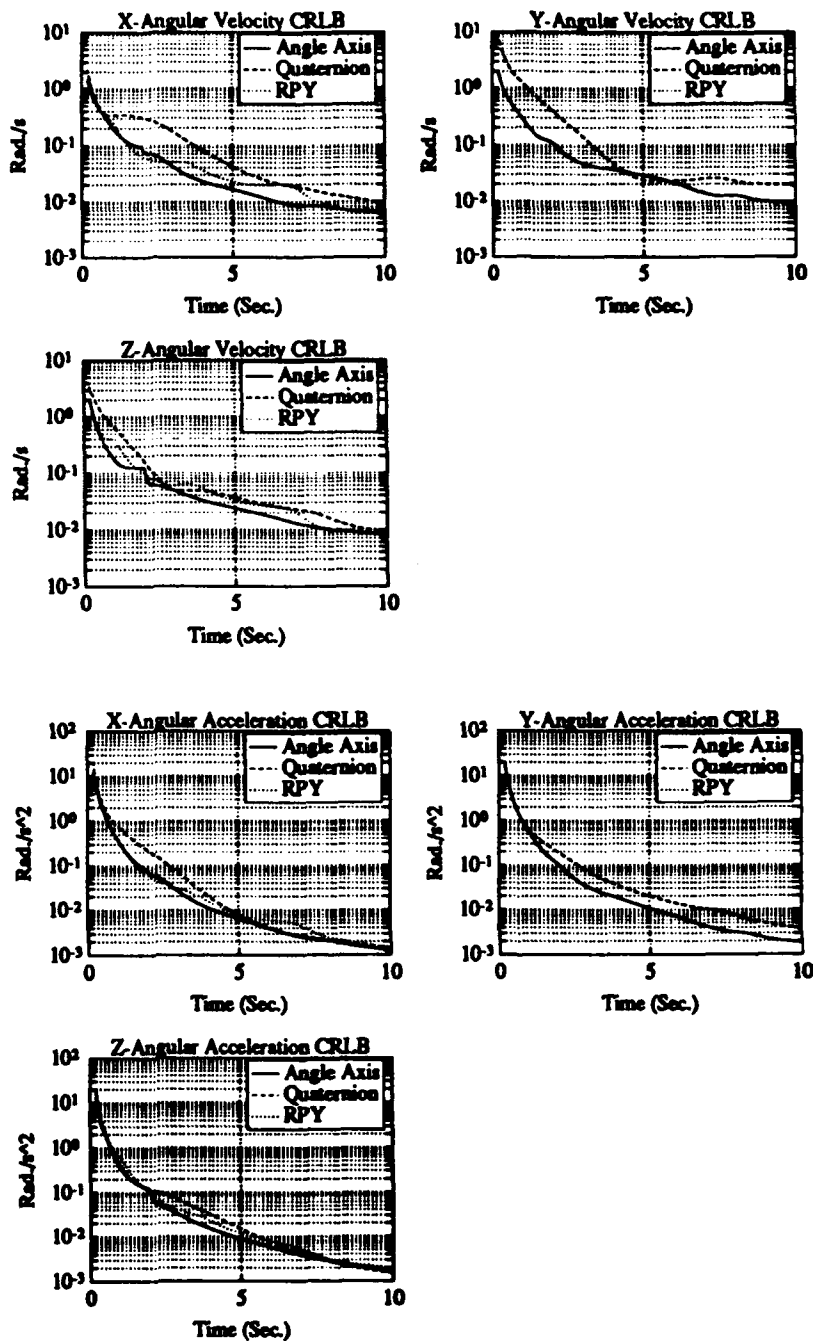 X-Angular Velocity CRLB
10¹
10⁰
10⁻¹
10⁻²
10⁻³
Rad./s
Angle Axis
Quaternion
RPY
0
5
10
Time (Sec.)
Y-Angular Velocity CRLB
10¹
10⁰
10⁻¹
10⁻²
10⁻³
Rad./s
Angle Axis
Quaternion
RPY
0
5
10
Time (Sec.)
Z-Angular Velocity CRLB
10¹
10⁰
10⁻¹
10⁻²
10⁻³
Rad./s
Angle Axis
Quaternion
RPY
0
5
10
Time (Sec.)
X-Angular Acceleration CRLB
10²
10¹
10⁰
10⁻¹
10⁻²
10⁻³
Rad./s^2
Angle Axis
Quaternion
RPY
0
5
10
Time (Sec.)
Y-Angular Acceleration CRLB
10²
10¹
10⁰
10⁻¹
10⁻²
10⁻³
Rad./s^2
Angle Axis
Quaternion
RPY
0
5
10
Time (Sec.)
Z-Angular Acceleration CRLB
10²
10¹
10⁰
10⁻¹
10⁻²
10⁻³
Rad./s^2
Angle Axis
Quaternion
RPY
0
5
10
Time (Sec.)